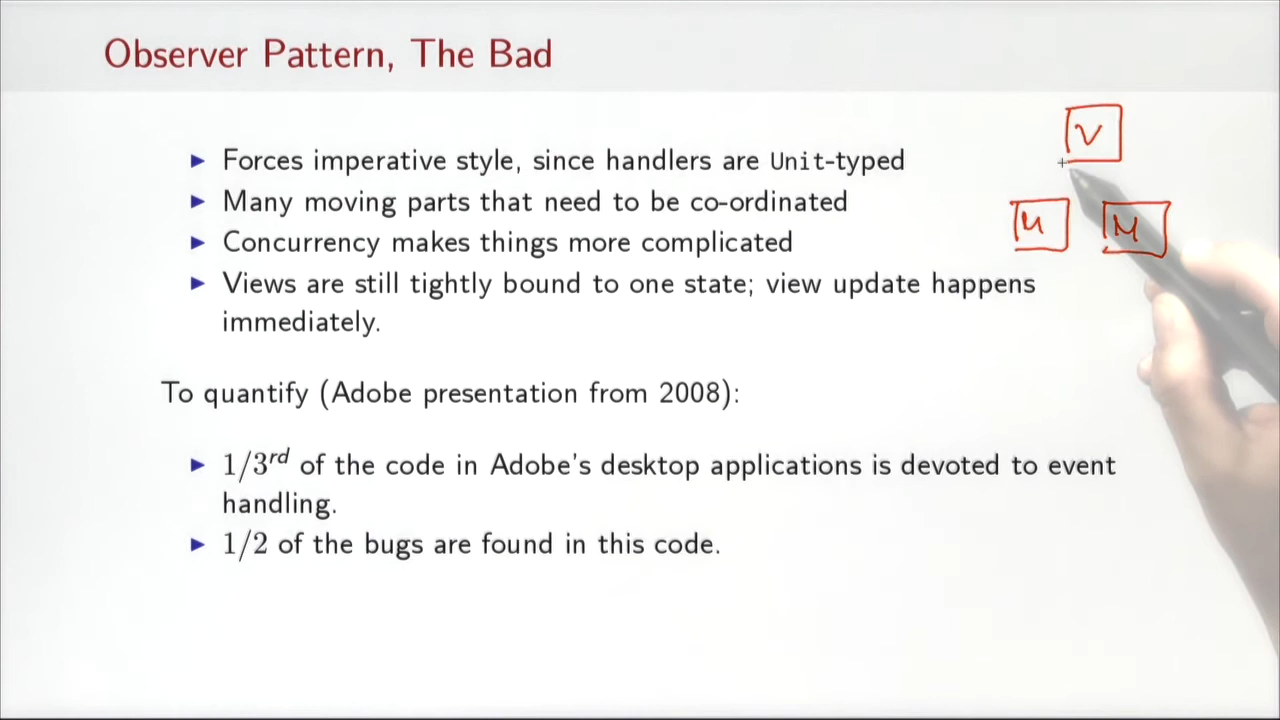 Observer Pattern, The Bad
V
► Forces imperative style, since handlers are Unit-typed
► Many moving parts that need to be co-ordinated
M M
► Concurrency makes things more complicated
► Views are still tightly bound to one state; view update happens
immediately.
To quantify (Adobe presentation from 2008):
► 1/3rd of the code in Adobe's desktop applications is devoted to event
handling.
► 1/2 of the bugs are found in this code.